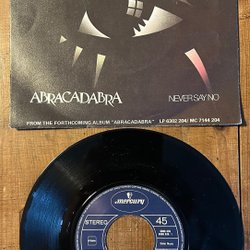 ABRACADABRA
NEVER SAY NO
FROM THE FORTHCOMING ALBUM "ABRACADABRA" LP 6302 204/ MC 7144 204
mercury
STEREO
45